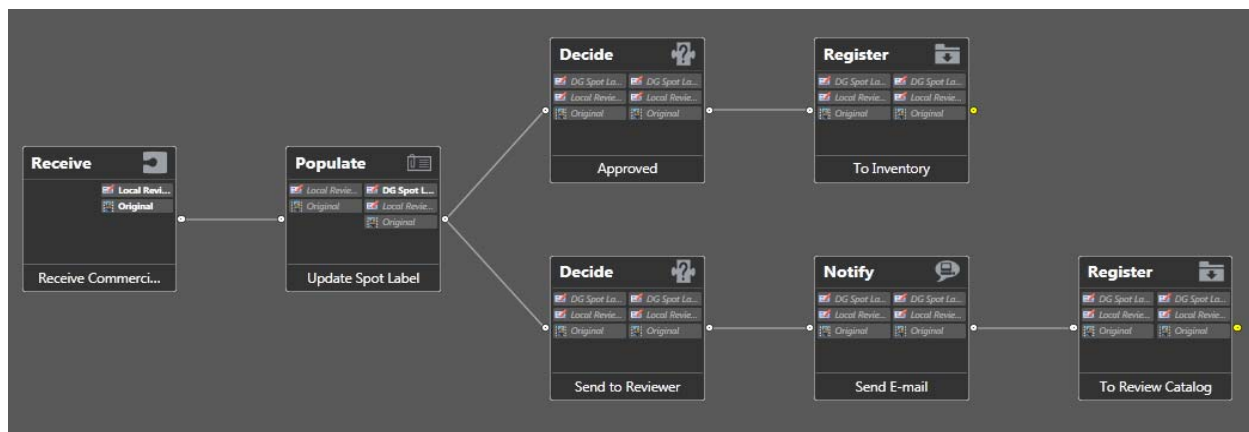 Receive
Local Revi...
Original
Receive Commerci...
Populate
Local Revie... DG Spot L...
Original Local Revie...
Original
Update Spot Label
Decide
DG Spot La... DG Spot La...
Local Revie... Local Revie...
Original Original
Approved
Register
DG Spot La... DG Spot La...
Local Revie... Local Revie...
Original Original
To Inventory
Decide
DG Spot La... DG Spot La...
Local Revie... Local Revie...
Original Original
Send to Reviewer
Notify
DG Spot La... DG Spot La...
Local Revie... Local Revie...
Original Original
Send E-mail
Register
DG Spot La... DG Spot La...
Local Revie... Local Revie...
Original Original
To Review Catalog